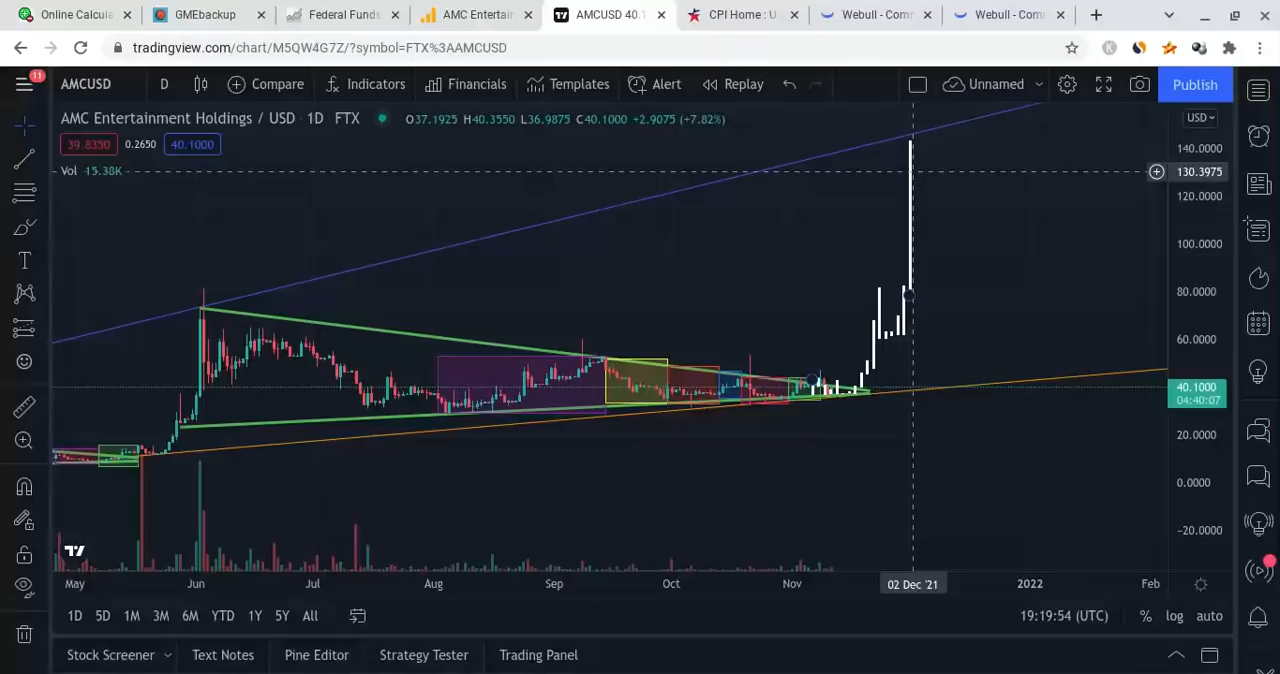 Online Calcula
GMEbackup
Federal Funds
AMC Entertain
AMCUSD 40.1
CPI Home : U
Webull - Comm
Webull - Comm
tradingview.com/chart/M5QW4G7Z/?symbol=FTX%3AAMCUSD
K
11
AMCUSD D Compare Indicators Financials Templates Alert Replay Unnamed Publish
AMC Entertainment Holdings / USD 1D FTX O37.1925 H40.3550 L36.9875 C40.1000 +2.9075 (+7.82%)
USD
39.8350 0.2650 40.1000
Vol 15.38K
140.0000
130.3975
120.0000
100.0000
80.0000
60.0000
40.1000
04:40:07
20.0000
0.0000
-20.0000
May Jun Jul Aug Sep Oct Nov 02 Dec '21 2022 Feb
1D 5D 1M 3M 6M YTD 1Y 5Y All 19:19:54 (UTC) % log auto
Stock Screener Text Notes Pine Editor Strategy Tester Trading Panel